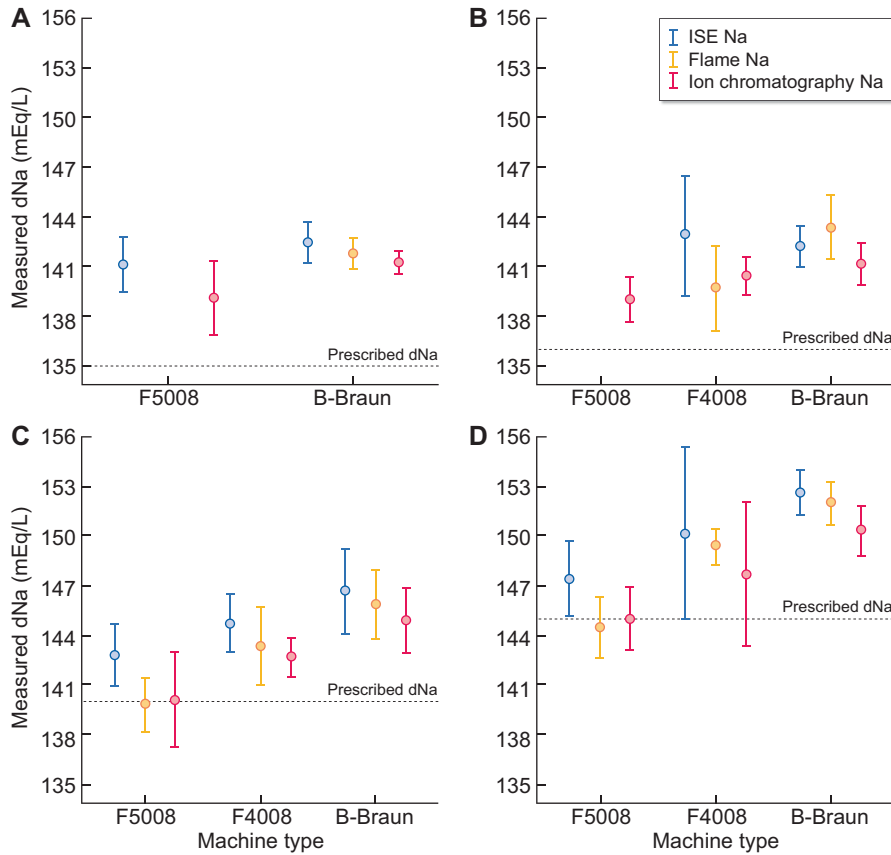 A
B
156
153
150
147
144
141
138
135
Measured dNa (mEq/L)
Prescribed dNa
F5008
B-Braun
156
153
150
147
144
141
138
135
ISE Na
Flame Na
Ion chromatography Na
Prescribed dNa
F5008
F4008
B-Braun
C
D
156
153
150
147
144
141
138
135
Measured dNa (mEq/L)
Prescribed dNa
F5008
F4008
B-Braun
Machine type
156
153
150
147
144
141
138
135
Prescribed dNa
F5008
F4008
B-Braun
Machine type